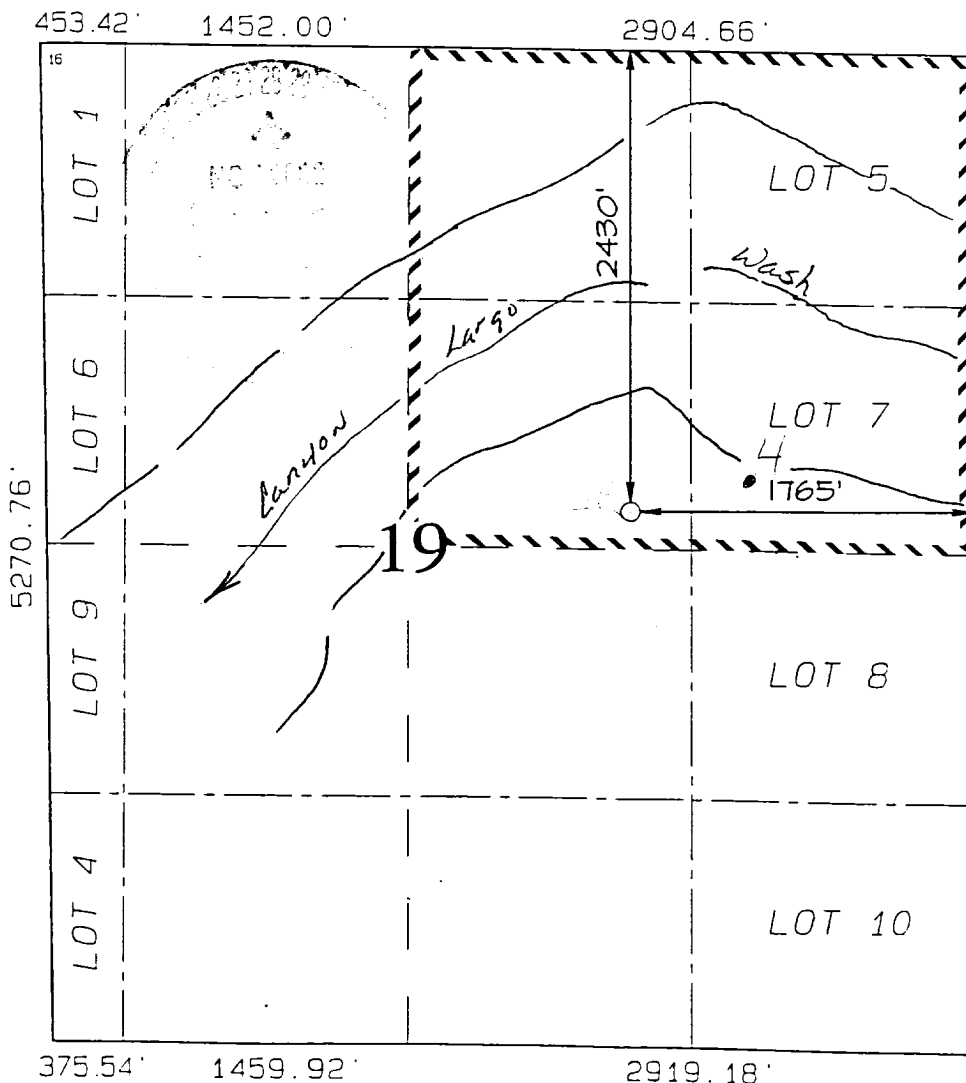 453.42' 1452.00' 2904.66'
16
LOT 1
LOT 5
2430'
Wash
Largo
LOT 6
LOT 7
Canyon
4
1765'
5270.76'
19
LOT 9
LOT 8
LOT 4
LOT 10
375.54' 1459.92' 2919.18'